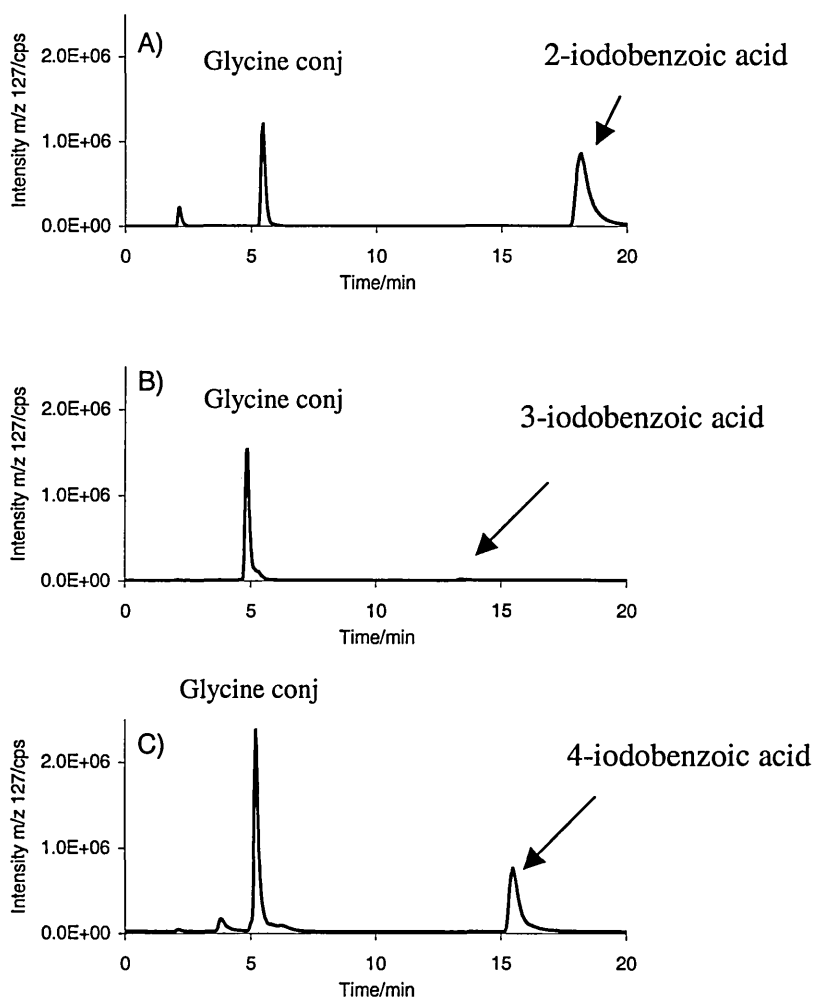 A)
Glycine conj
2-iodobenzoic acid
Intensity m/z 127/cps
2.0E+06
1.0E+06
0.0E+00
0 5 10 15 20
Time/min
B)
Glycine conj
3-iodobenzoic acid
Intensity m/z 127/cps
2.0E+06
1.0E+06
0.0E+00
0 5 10 15 20
Time/min
Glycine conj
C)
4-iodobenzoic acid
Intensity m/z 127/cps
2.0E+06
1.0E+06
0.0E+00
0 5 10 15 20
Time/min